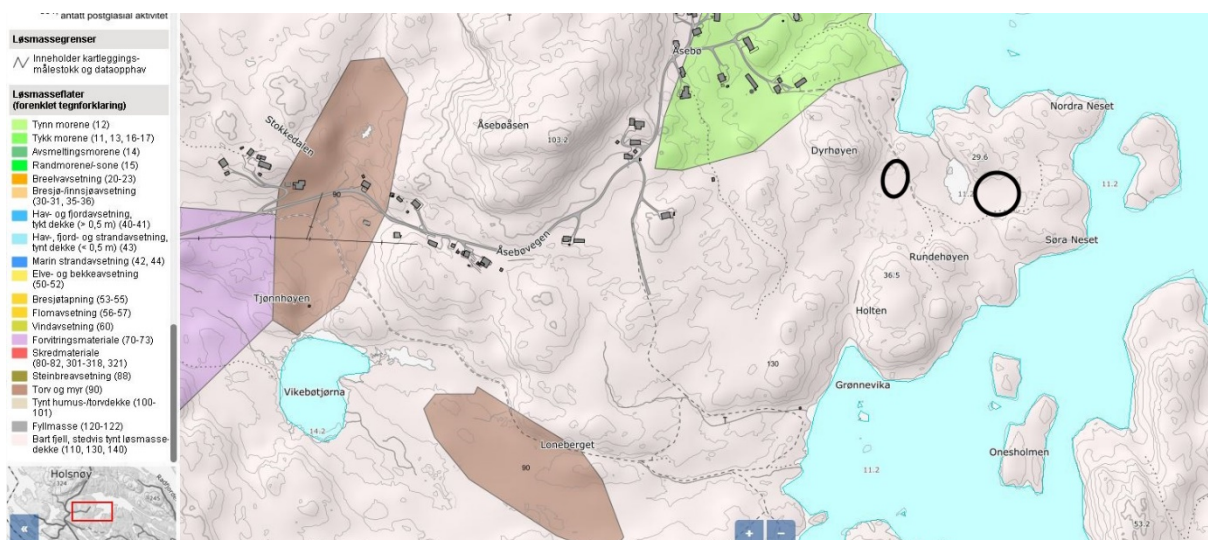 antatt postglasial aktivitet
Løsmassegrenser
Inneholder kartleggings-
målestokk og dataopphav
Løsmasseflater
(forenklet tegnforklaring)
Tynn morene (12)
Tykk morene (11, 13, 16-17)
Avsmeltingsmorene (14)
Randmorene/-sone (15)
Breelvavsetning (20-23)
Bresjø-/innsjøavsetning
(30-31, 35-36)
Hav- og fjordavsetning,
tykt dekke (> 0,5 m) (40-41)
Hav-, fjord- og strandavsetning,
tynt dekke (< 0,5 m) (43)
Marin strandavsetning (42, 44)
Elve- og bekkeavsetning
(50-52)
Bresjøtapning (53-55)
Flomavsetning (56-57)
Vindavsetning (60)
Forvitringsmateriale (70-73)
Skredmateriale
(80-82, 301-318, 321)
Steinbreavsetning (88)
Torv og myr (90)
Tynt humus-/torvdekke (100-
101)
Fyllmasse (120-122)
Bart fjell, stedvis tynt løsmasse-
dekke (110, 130, 140)
Holsnøy
124
«
T
Åsebø
Nordra Neset
Stokkedalen
Åsebøåsen
103.2
Dyrhøyen
29.6
11.2
11.2
90
Åsebøvegen
Søra Neset
Rundehøyen
36.5
Tjønnhøyen
Holten
130
Vikebøtjørna
Grønnevika
14.2
T
Loneberget
90
Onesholmen
11.2
53.2
+ −